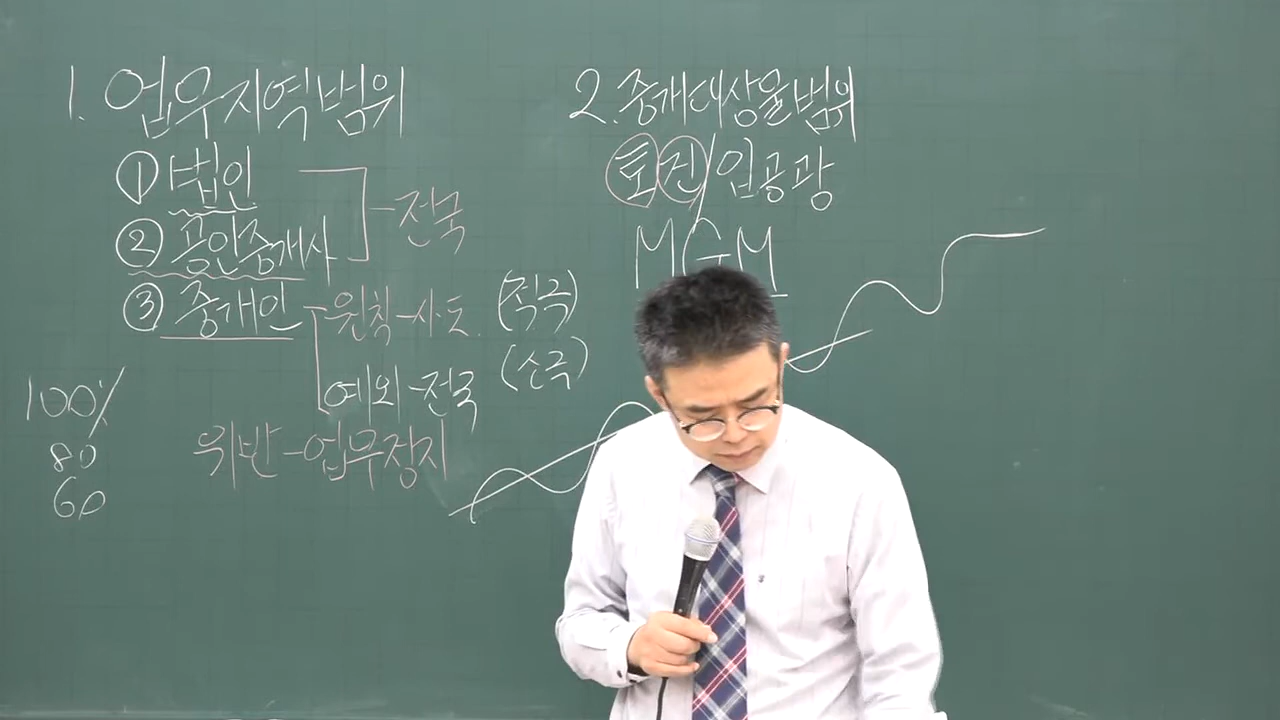 1. 업무지역범위
① 법인
② 공인중개사
전국
③ 중개인 원칙-사도 (적극)
예외-전국 (소극)
위반-업무정지
100%
80
60
2. 중개대상물범위
토건/입공광
MGM